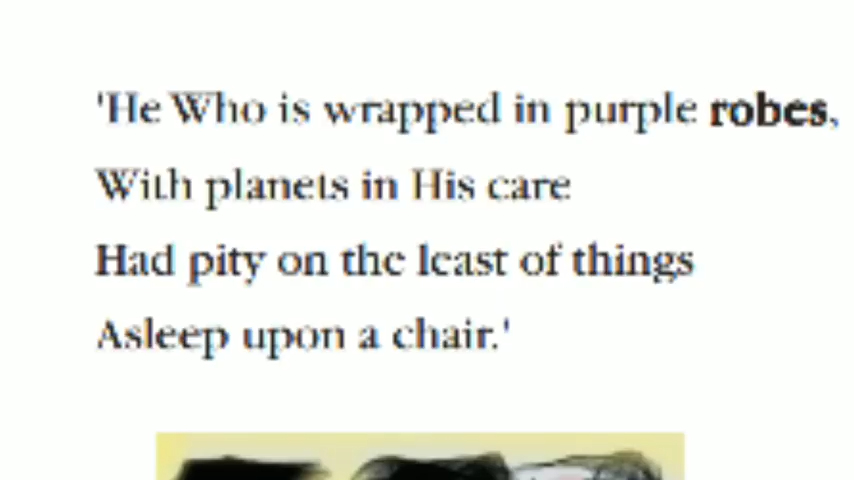 'He Who is wrapped in purple robes,
With planets in His care
Had pity on the least of things
Asleep upon a chair.'